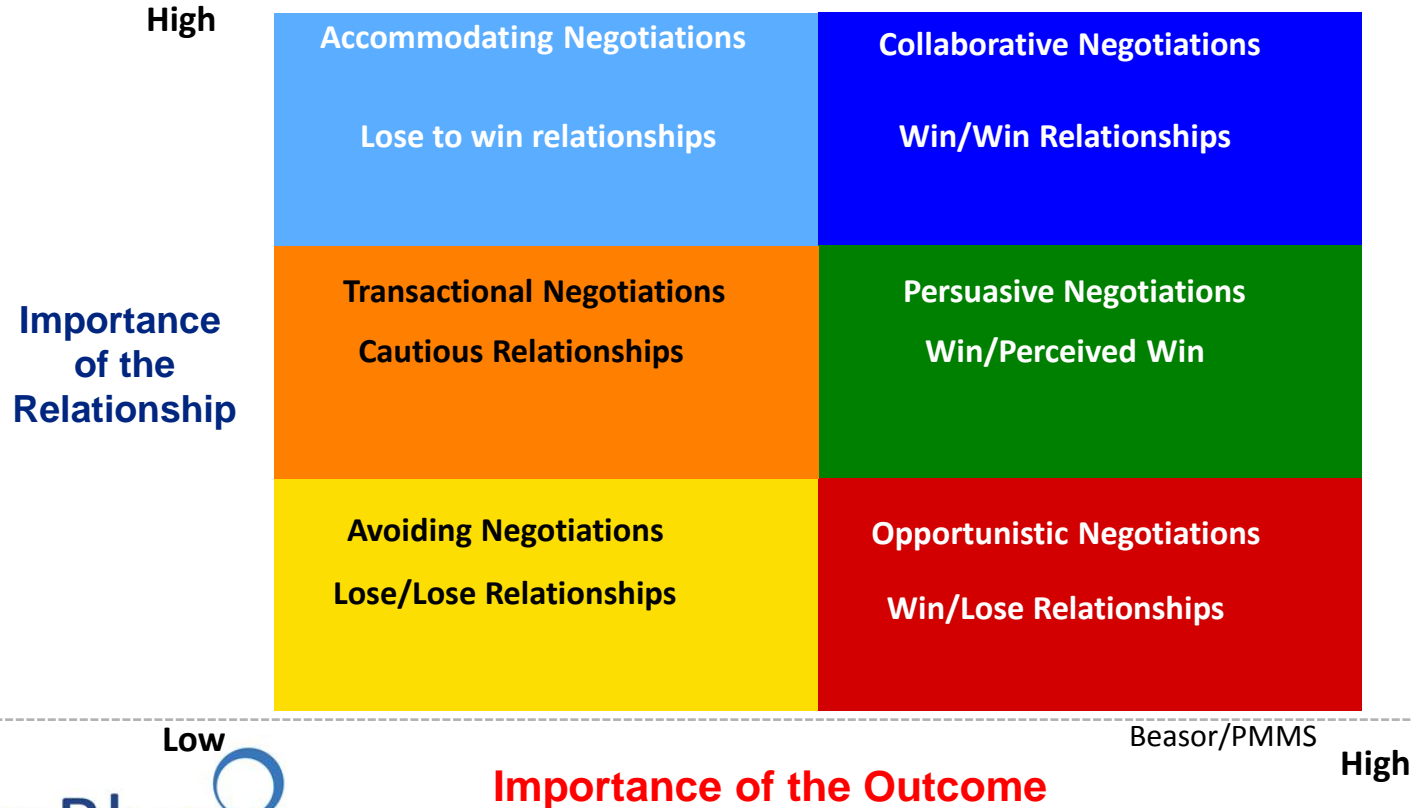 High
Accommodating Negotiations
Collaborative Negotiations
Lose to win relationships
Win/Win Relationships
Importance
of the
Relationship
Transactional Negotiations
Cautious Relationships
Persuasive Negotiations
Win/Perceived Win
Avoiding Negotiations
Lose/Lose Relationships
Opportunistic Negotiations
Win/Lose Relationships
Low
Beasor/PMMS
High
Importance of the Outcome